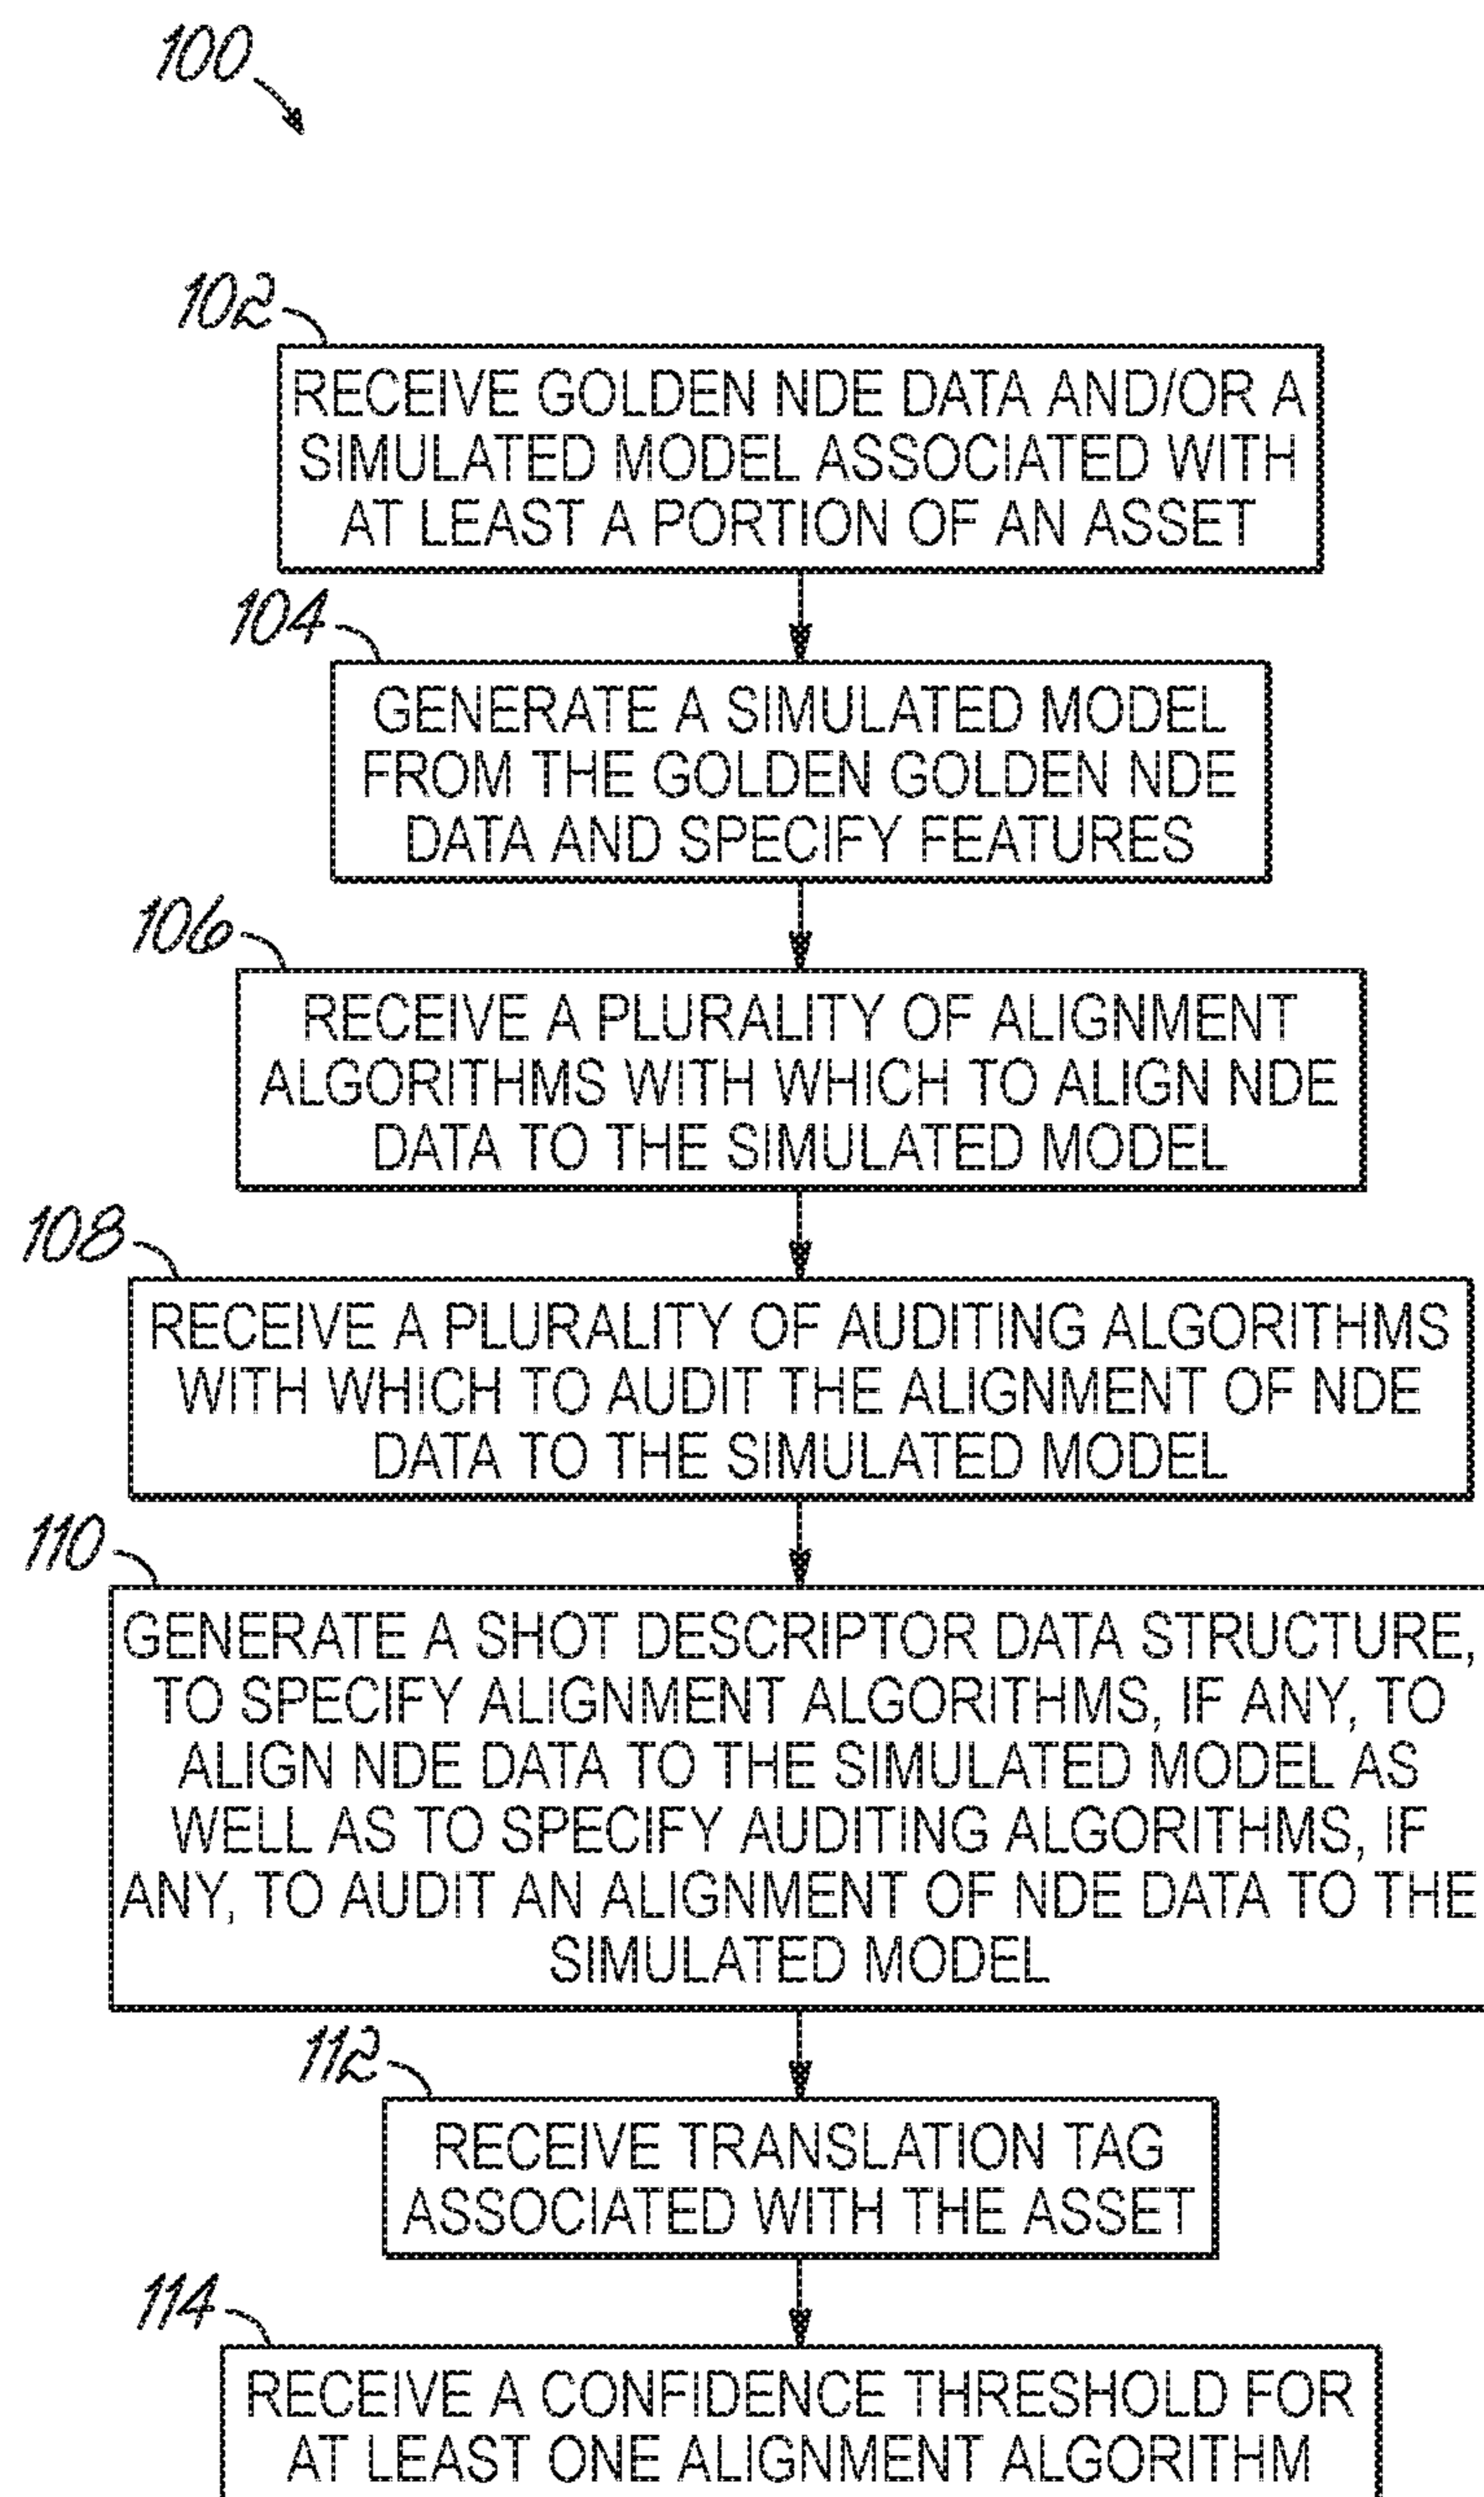 100
102
RECEIVE GOLDEN NDE DATA AND/OR A
SIMULATED MODEL ASSOCIATED WITH
AT LEAST A PORTION OF AN ASSET
104
GENERATE A SIMULATED MODEL
FROM THE GOLDEN GOLDEN NDE
DATA AND SPECIFY FEATURES
106
RECEIVE A PLURALITY OF ALIGNMENT
ALGORITHMS WITH WHICH TO ALIGN NDE
DATA TO THE SIMULATED MODEL
108
RECEIVE A PLURALITY OF AUDITING ALGORITHMS
WITH WHICH TO AUDIT THE ALIGNMENT OF NDE
DATA TO THE SIMULATED MODEL
110
GENERATE A SHOT DESCRIPTOR DATA STRUCTURE,
TO SPECIFY ALIGNMENT ALGORITHMS, IF ANY, TO
ALIGN NDE DATA TO THE SIMULATED MODEL AS
WELL AS TO SPECIFY AUDITING ALGORITHMS, IF
ANY, TO AUDIT AN ALIGNMENT OF NDE DATA TO THE
SIMULATED MODEL
112
RECEIVE TRANSLATION TAG
ASSOCIATED WITH THE ASSET
114
RECEIVE A CONFIDENCE THRESHOLD FOR
AT LEAST ONE ALIGNMENT ALGORITHM